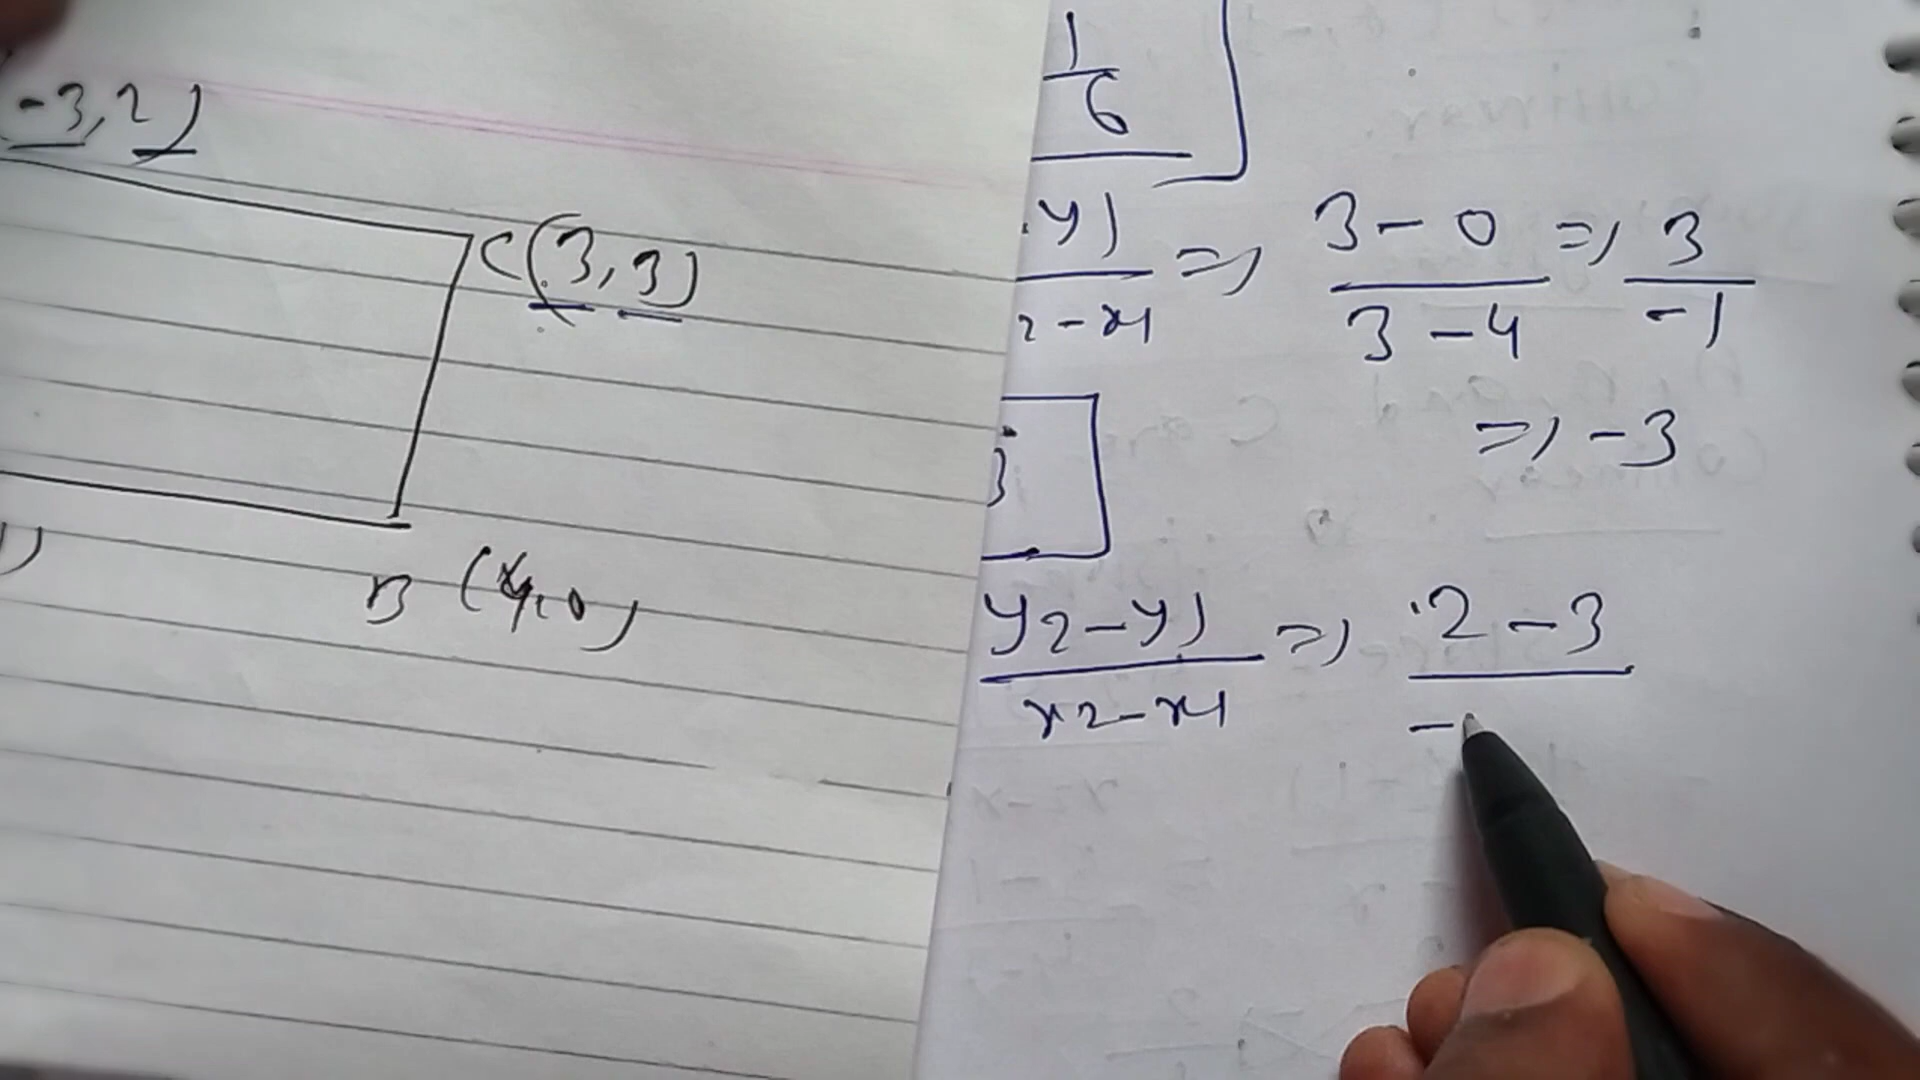 -3,2)
C(3,3)
B (4,0)
1
6
y1
2-x1
=> 3-0 => 3
3-4 -1
=> -3
3
y2-y1 => 2-3
x2-x1 -